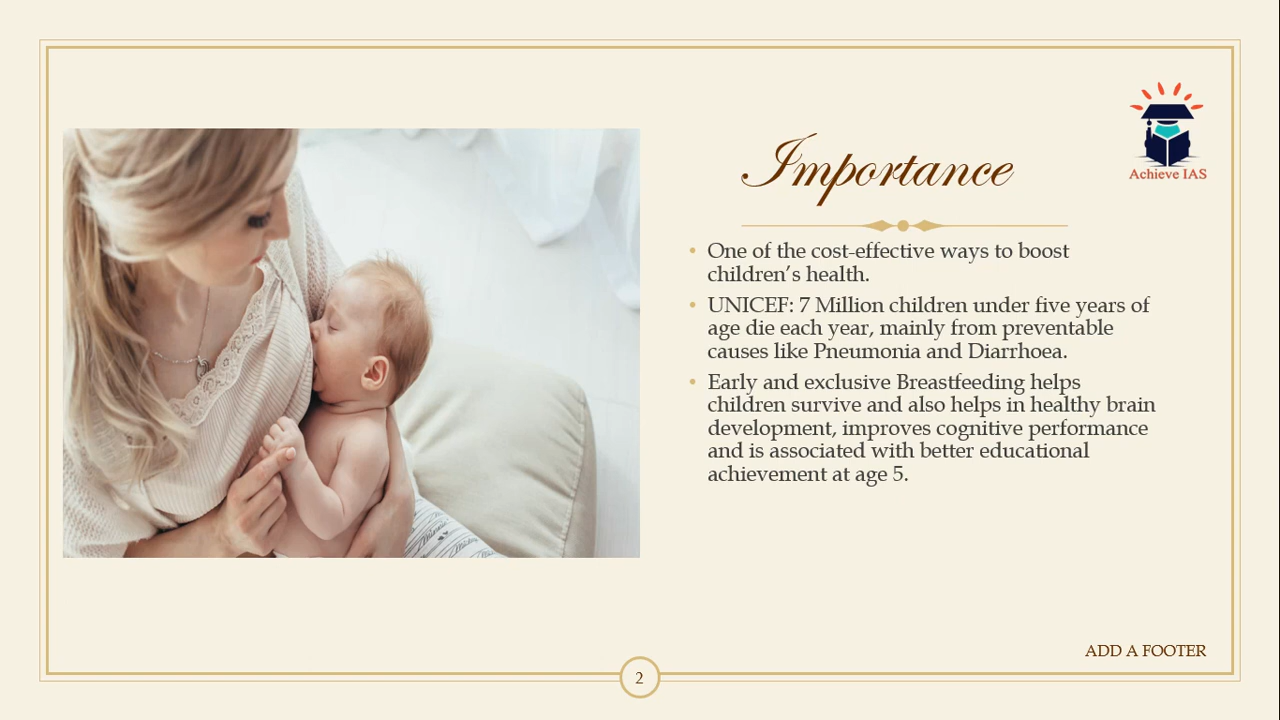 Achieve IAS
Importance
• One of the cost-effective ways to boost
children’s health.
• UNICEF: 7 Million children under five years of
age die each year, mainly from preventable
causes like Pneumonia and Diarrhoea.
• Early and exclusive Breastfeeding helps
children survive and also helps in healthy brain
development, improves cognitive performance
and is associated with better educational
achievement at age 5.
ADD A FOOTER
2